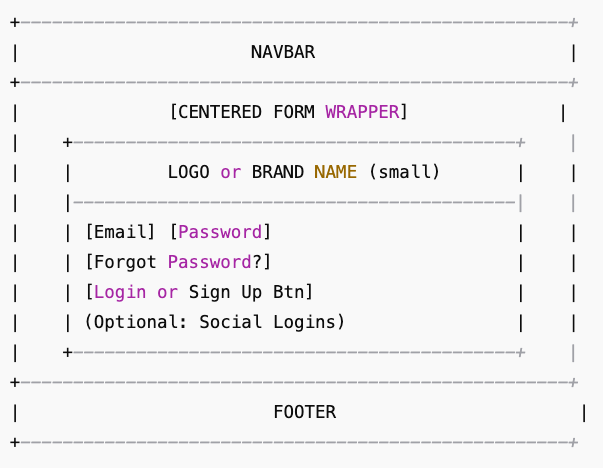 NAVBAR
[CENTERED FORM WRAPPER]
LOGO or BRAND NAME (small)
[Email] [Password]
[Forgot Password?]
[Login or Sign Up Btn]
(Optional: Social Logins)
FOOTER